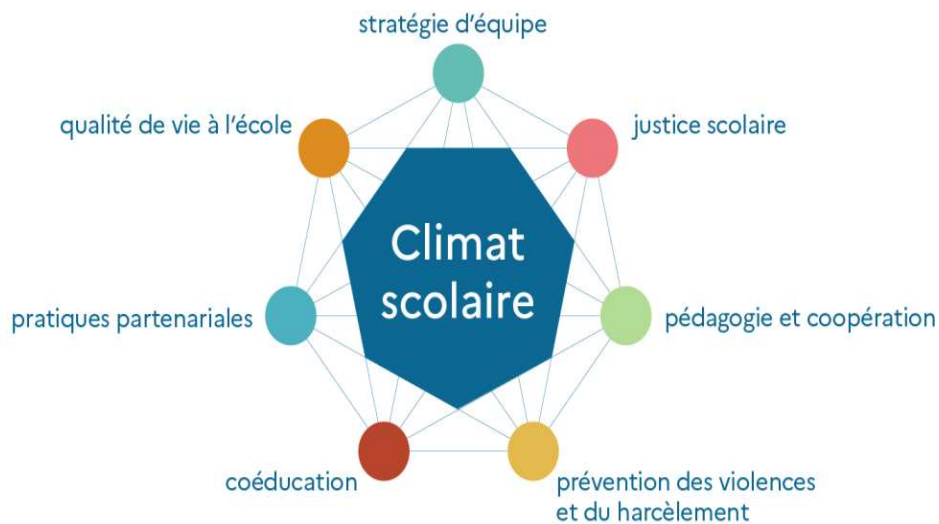 stratégie d'équipe
qualité de vie à l'école
justice scolaire
Climat
scolaire
pratiques partenariales
pédagogie et coopération
coéducation
prévention des violences
et du harcèlement